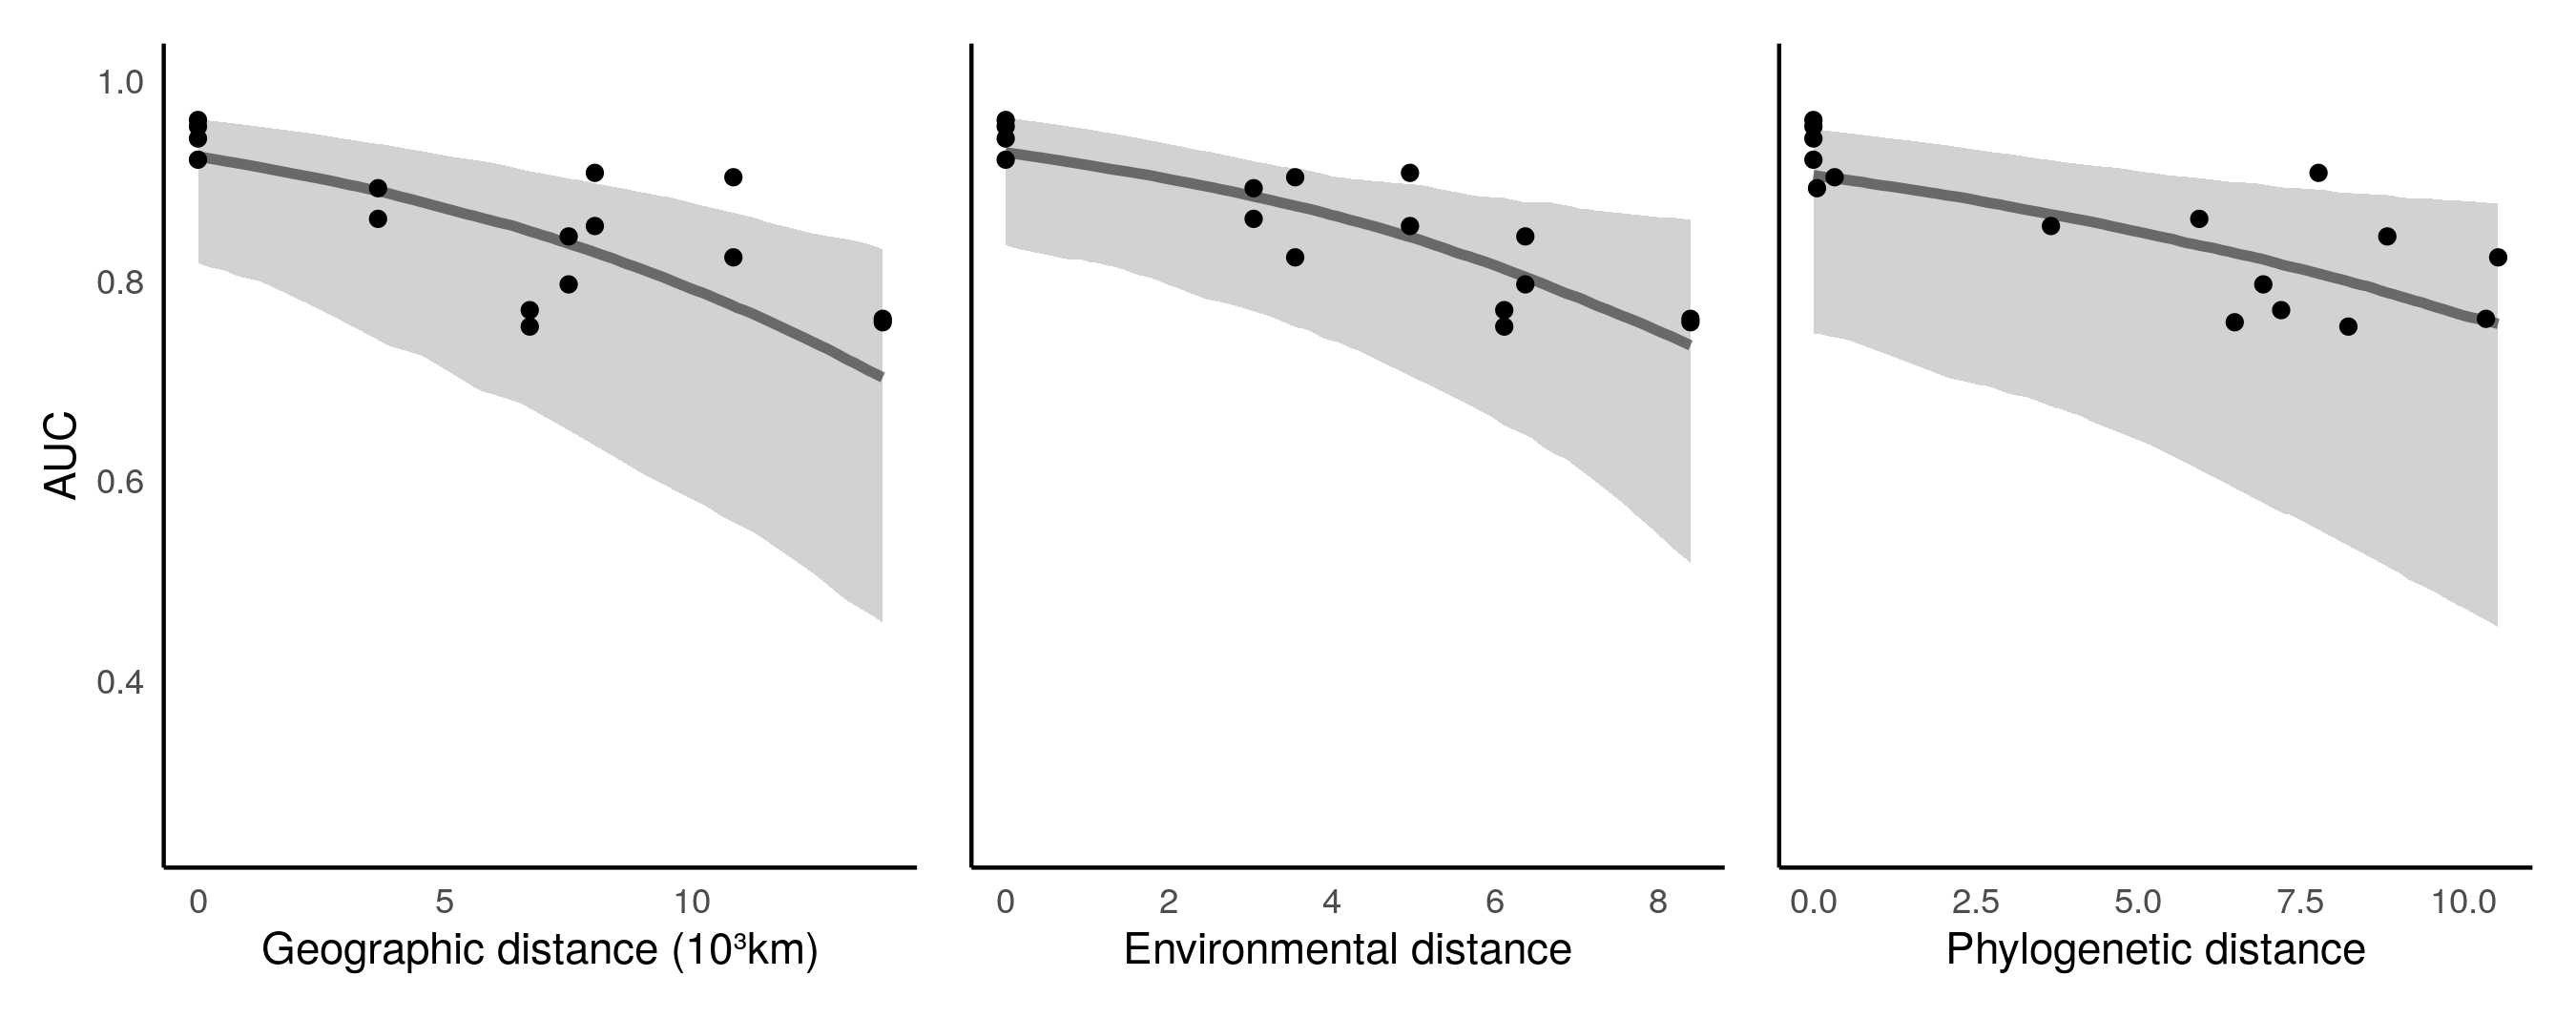 AUC
1.0
0.8
0.6
0.4
0 5 10
Geographic distance (10³km)
0 2 4 6 8
Environmental distance
0.0 2.5 5.0 7.5 10.0
Phylogenetic distance